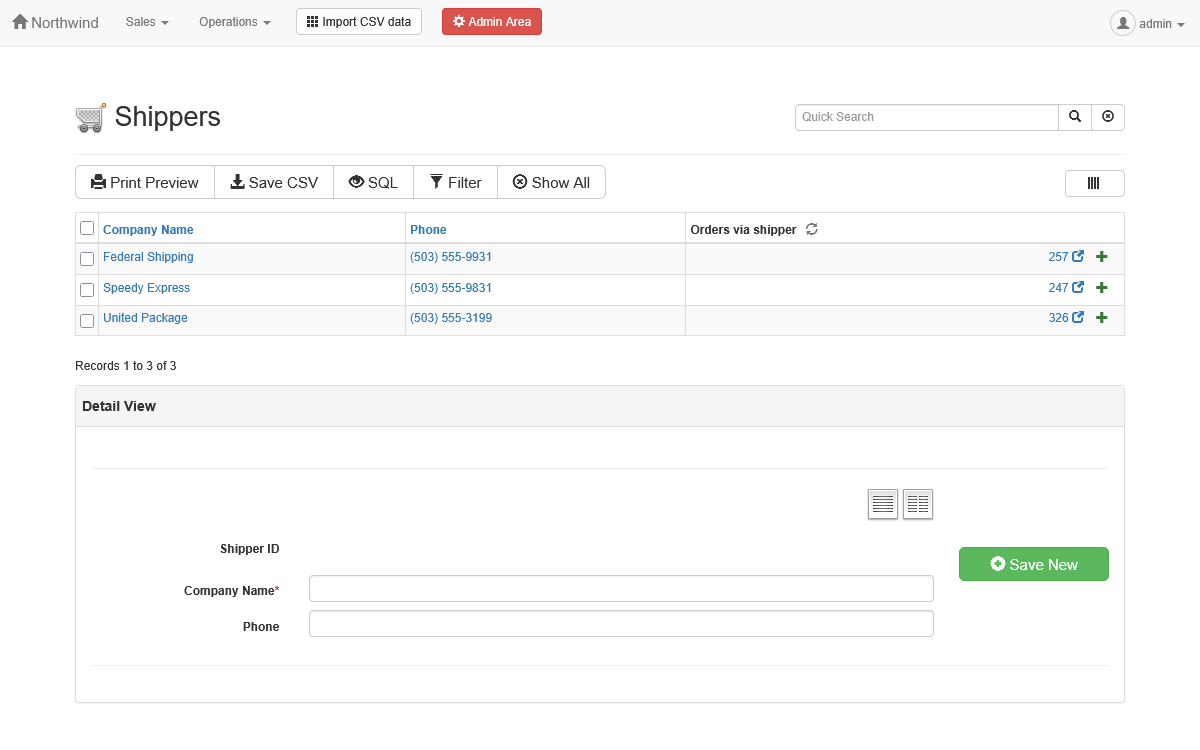 Northwind Sales Operations Import CSV data Admin Area admin
Shippers
Quick Search
Print Preview Save CSV SQL Filter Show All
Company Name Phone Orders via shipper
Federal Shipping (503) 555-9931 257
Speedy Express (503) 555-9831 247
United Package (503) 555-3199 326
Records 1 to 3 of 3
Detail View
Shipper ID
Save New
Company Name*
Phone